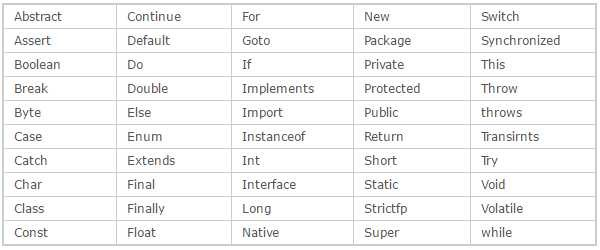 Abstract Continue For New Switch
Assert Default Goto Package Synchronized
Boolean Do If Private This
Break Double Implements Protected Throw
Byte Else Import Public throws
Case Enum Instanceof Return Transirnts
Catch Extends Int Short Try
Char Final Interface Static Void
Class Finally Long Strictfp Volatile
Const Float Native Super while